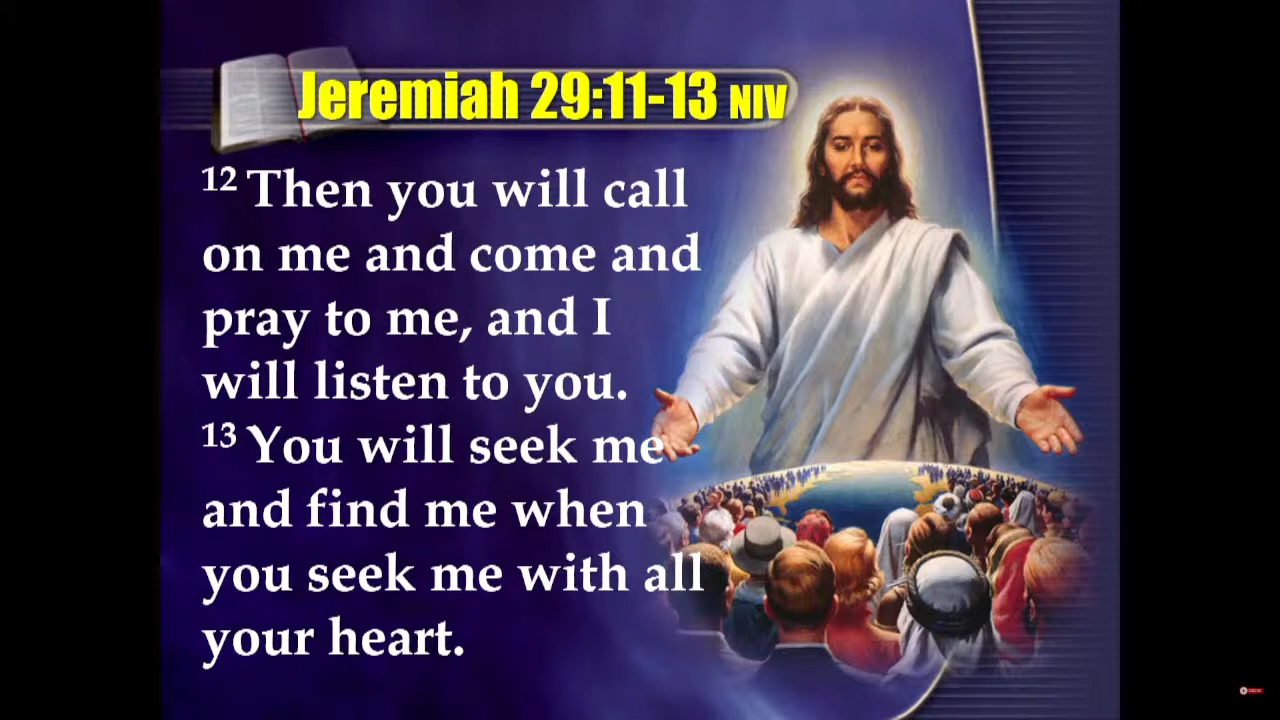 Jeremiah 29:11-13 NIV
12 Then you will call
on me and come and
pray to me, and I
will listen to you.
13 You will seek me
and find me when
you seek me with all
your heart.